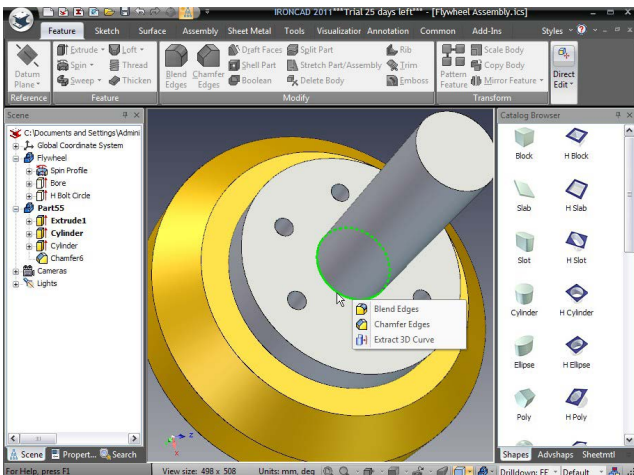 IRONCAD 2011***Trial 25 days left*** - [Flywheel Assembly.ics]
Feature Sketch Surface Assembly Sheet Metal Tools Visualization Annotation Common Add-Ins Styles
Datum Plane
Extrude Loft
Spin Thread
Sweep Thicken
Blend Edges
Chamfer Edges
Draft Faces Split Part Rib
Shell Part Stretch Part/Assembly Trim
Boolean Delete Body Emboss
Pattern Feature
Scale Body
Copy Body
Mirror Feature
Direct Edit
Reference Feature Modify Transform
Scene
C:\Documents and Settings\Admini
Global Coordinate System
Flywheel
Spin Profile
Bore
H Bolt Circle
Part55
Extrude1
Cylinder
Cylinder
Chamfer6
Cameras
Lights
Blend Edges
Chamfer Edges
Extract 3D Curve
Z
X
Catalog Browser
Block H Block
Slab H Slab
Slot H Slot
Cylinder H Cylinder
Elipse H Elipse
Poly H Poly
Scene Propert... Search
Shapes Advshaps Sheetmtl
For Help, press F1
View size: 498 x 508 Units: mm, deg
Drilldown: FE Default